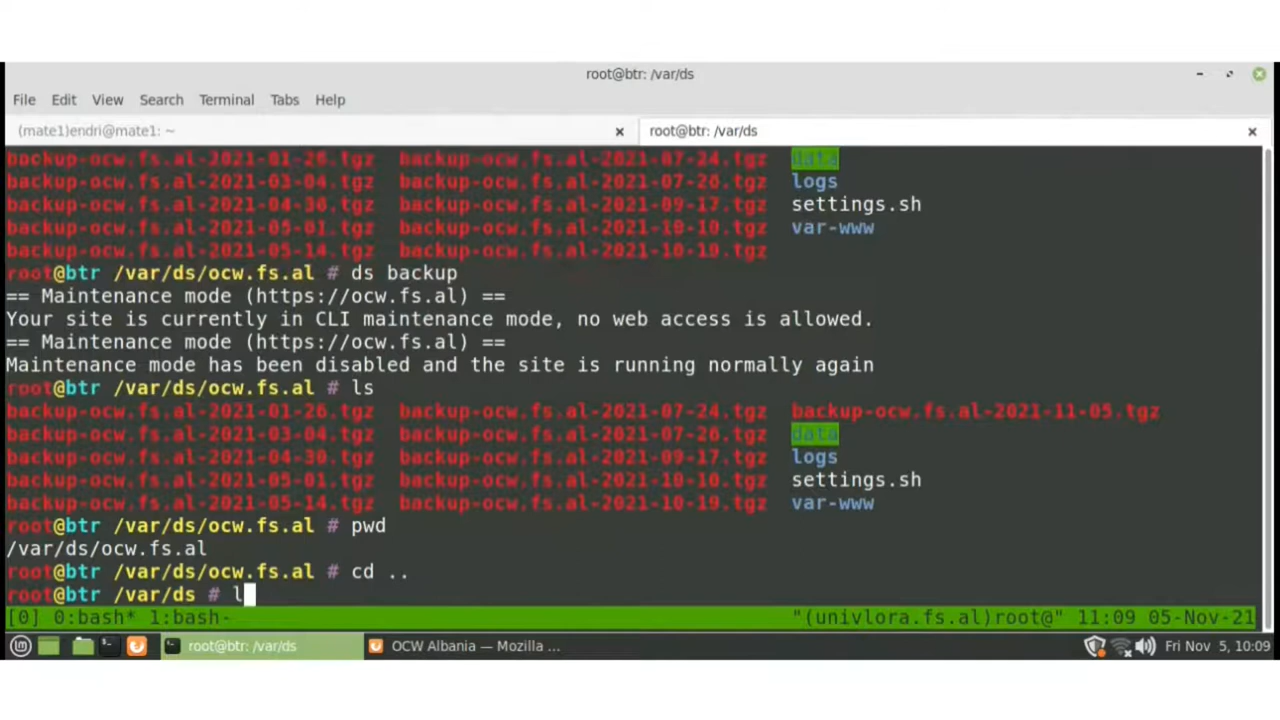 root@btr: /var/ds
File Edit View Search Terminal Tabs Help
(mate1)endri@mate1: ~ × root@btr: /var/ds ×
backup-ocw.fs.al-2021-01-26.tgz backup-ocw.fs.al-2021-07-24.tgz data
backup-ocw.fs.al-2021-03-04.tgz backup-ocw.fs.al-2021-07-26.tgz logs
backup-ocw.fs.al-2021-04-30.tgz backup-ocw.fs.al-2021-09-17.tgz settings.sh
backup-ocw.fs.al-2021-05-01.tgz backup-ocw.fs.al-2021-10-10.tgz var-www
backup-ocw.fs.al-2021-05-14.tgz backup-ocw.fs.al-2021-10-19.tgz
root@btr /var/ds/ocw.fs.al # ds backup
== Maintenance mode (https://ocw.fs.al) ==
Your site is currently in CLI maintenance mode, no web access is allowed.
== Maintenance mode (https://ocw.fs.al) ==
Maintenance mode has been disabled and the site is running normally again
root@btr /var/ds/ocw.fs.al # ls
backup-ocw.fs.al-2021-01-26.tgz backup-ocw.fs.al-2021-07-24.tgz backup-ocw.fs.al-2021-11-05.tgz
backup-ocw.fs.al-2021-03-04.tgz backup-ocw.fs.al-2021-07-26.tgz data
backup-ocw.fs.al-2021-04-30.tgz backup-ocw.fs.al-2021-09-17.tgz logs
backup-ocw.fs.al-2021-05-01.tgz backup-ocw.fs.al-2021-10-10.tgz settings.sh
backup-ocw.fs.al-2021-05-14.tgz backup-ocw.fs.al-2021-10-19.tgz var-www
root@btr /var/ds/ocw.fs.al # pwd
/var/ds/ocw.fs.al
root@btr /var/ds/ocw.fs.al # cd ..
root@btr /var/ds # l
[0] 0:bash* 1:bash- "(univlora.fs.al)root@" 11:09 05-Nov-21
root@btr: /var/ds OCW Albania — Mozilla ... Fri Nov 5, 10:09